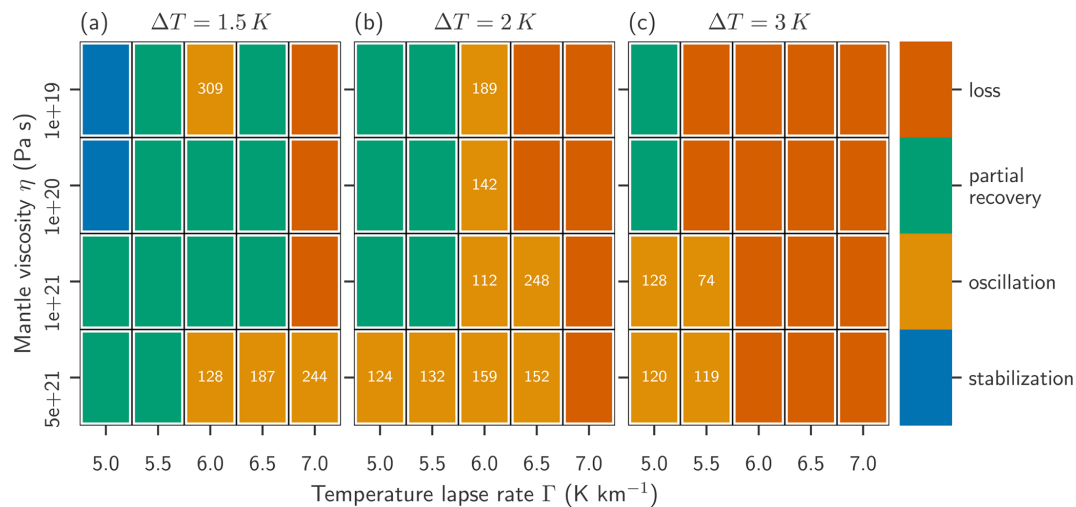 (a) ΔT = 1.5 K (b) ΔT = 2 K (c) ΔT = 3 K
Mantle viscosity η (Pa s)
1e+19 309 189 loss
1e+20 142 partial
recovery
1e+21 112 248 128 74 oscillation
5e+21 128 187 244 124 132 159 152 120 119 stabilization
5.0 5.5 6.0 6.5 7.0 5.0 5.5 6.0 6.5 7.0 5.0 5.5 6.0 6.5 7.0
Temperature lapse rate Γ (K km⁻¹)